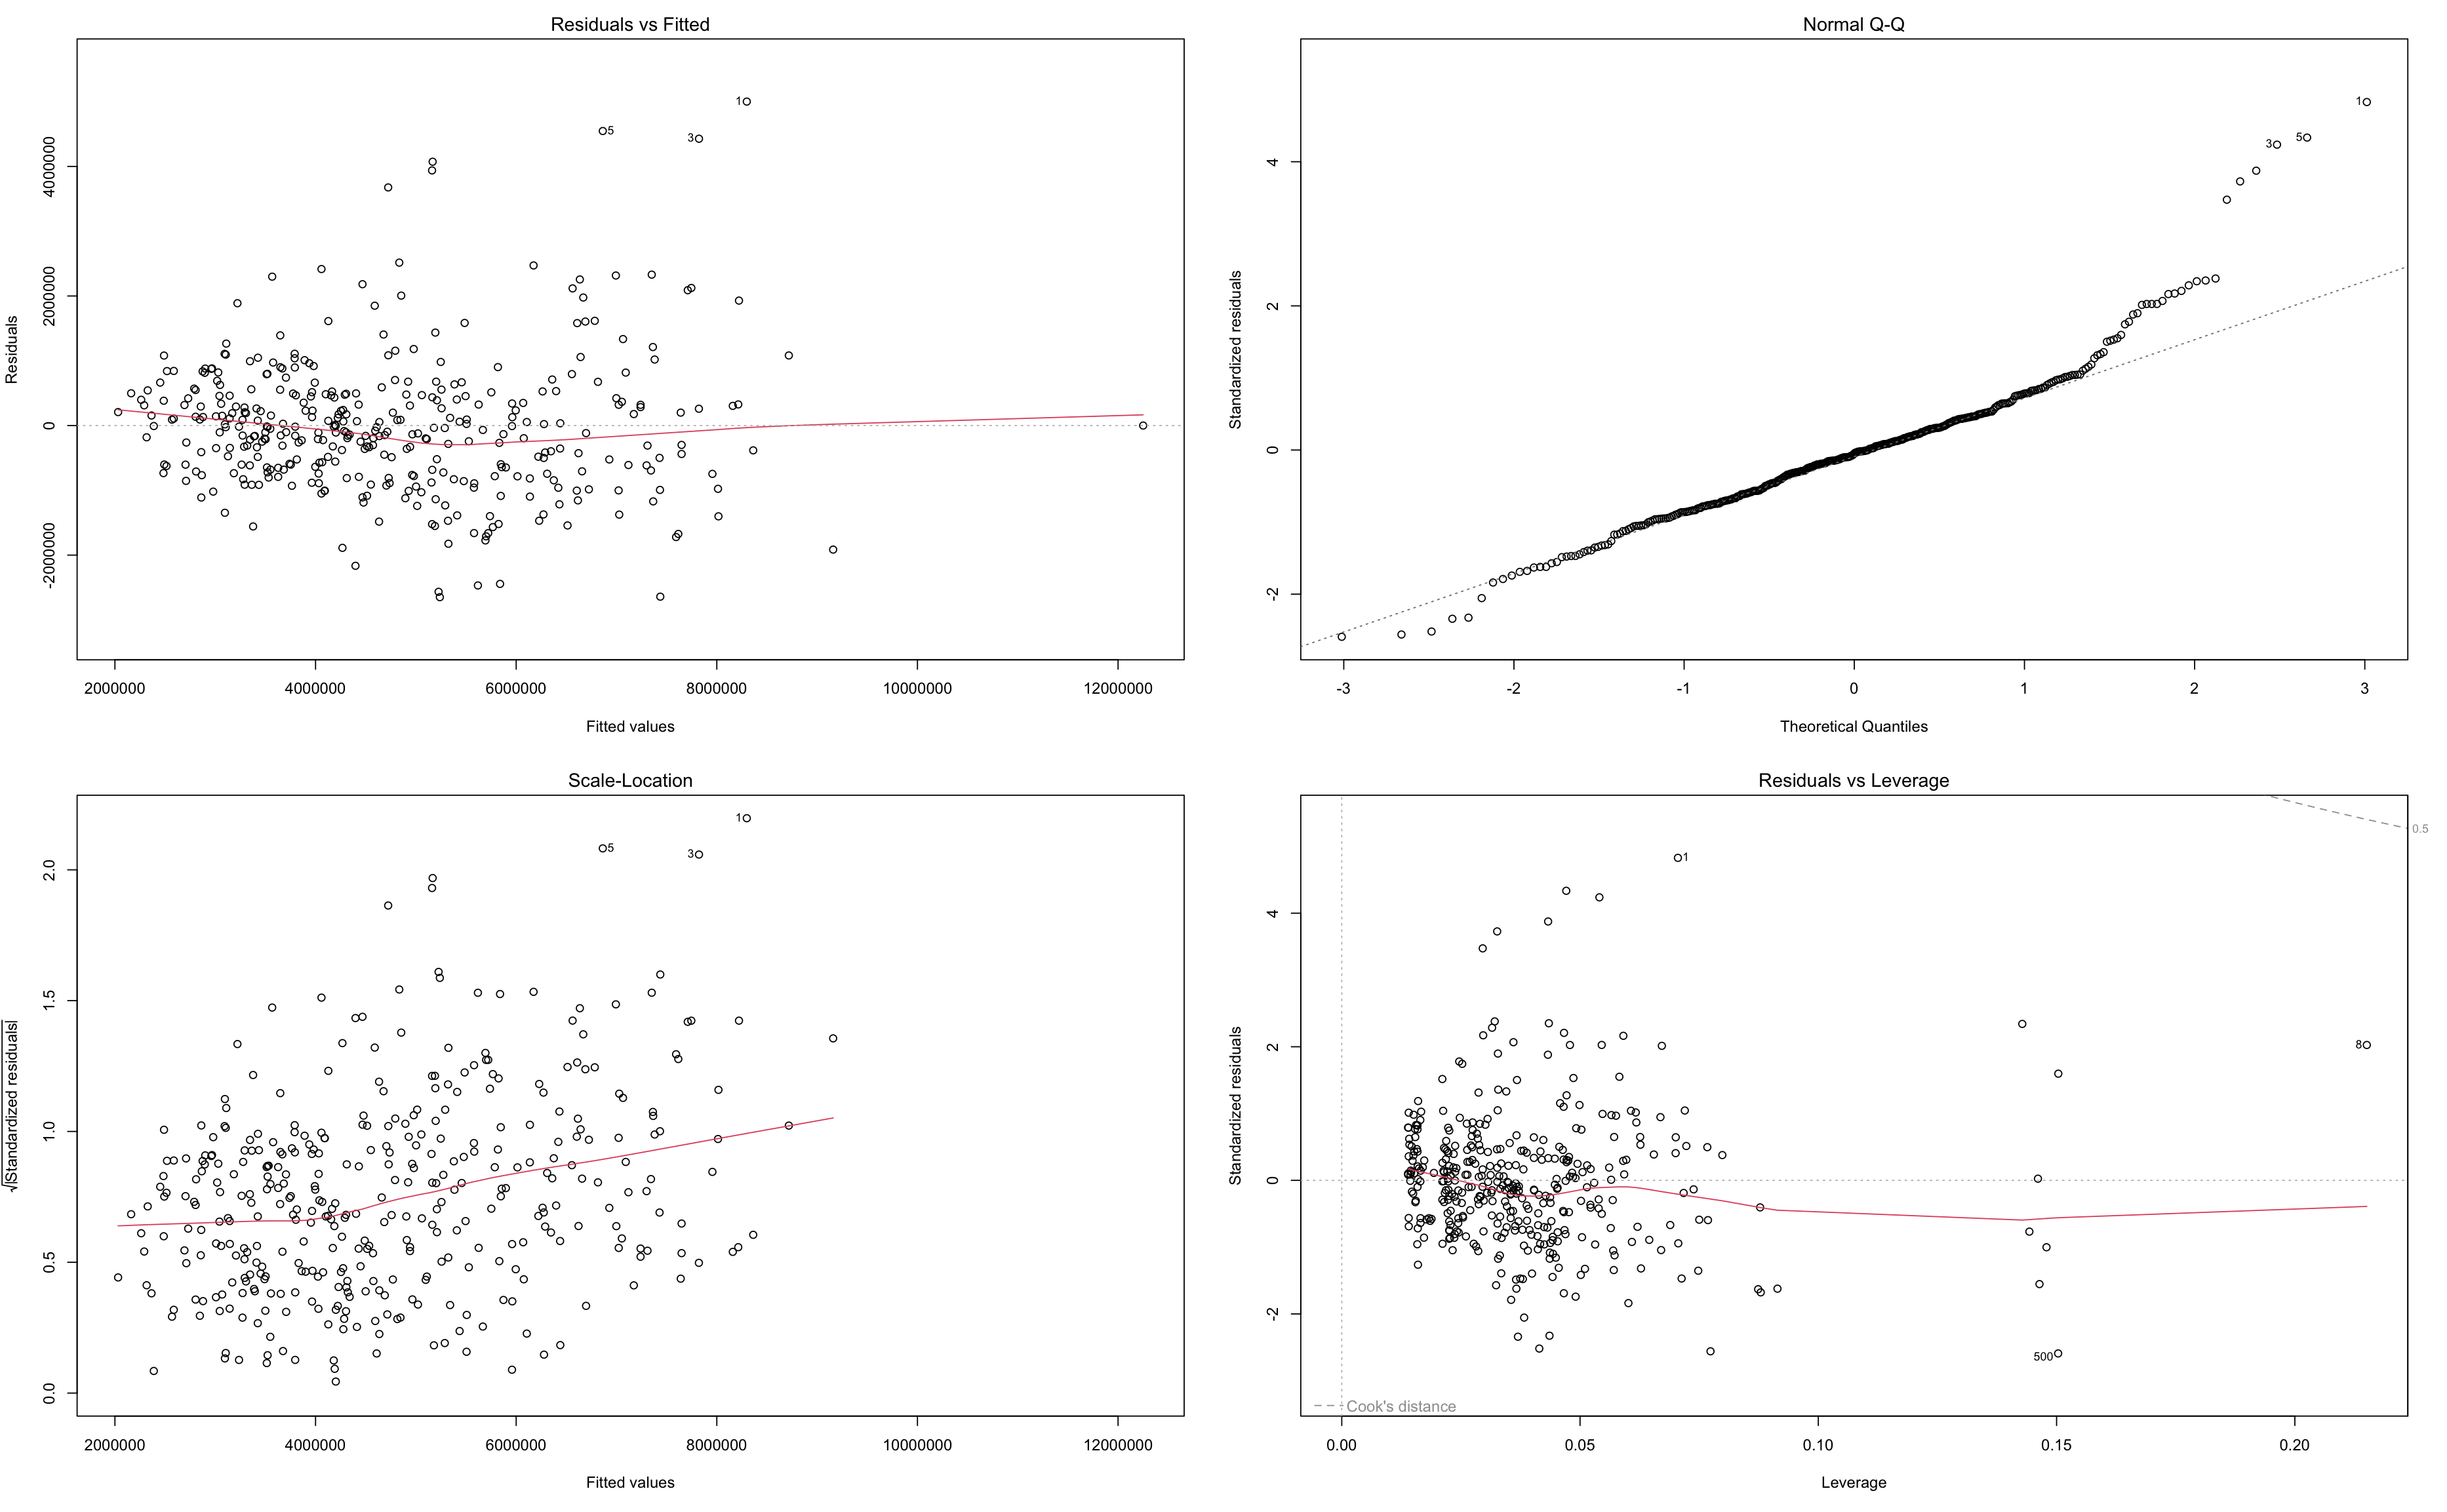 Residuals vs Fitted
Residuals
4000000
2000000
0
-2000000
1
5
3
2000000 4000000 6000000 8000000 10000000 12000000
Fitted values
Normal Q-Q
Standardized residuals
4
2
0
-2
1
5
3
-3 -2 -1 0 1 2 3
Theoretical Quantiles
Scale-Location
√|Standardized residuals|
2.0
1.5
1.0
0.5
0.0
1
5
3
2000000 4000000 6000000 8000000 10000000 12000000
Fitted values
Residuals vs Leverage
Standardized residuals
4
2
0
-2
0.5
1
8
500
Cook's distance
0.00 0.05 0.10 0.15 0.20
Leverage